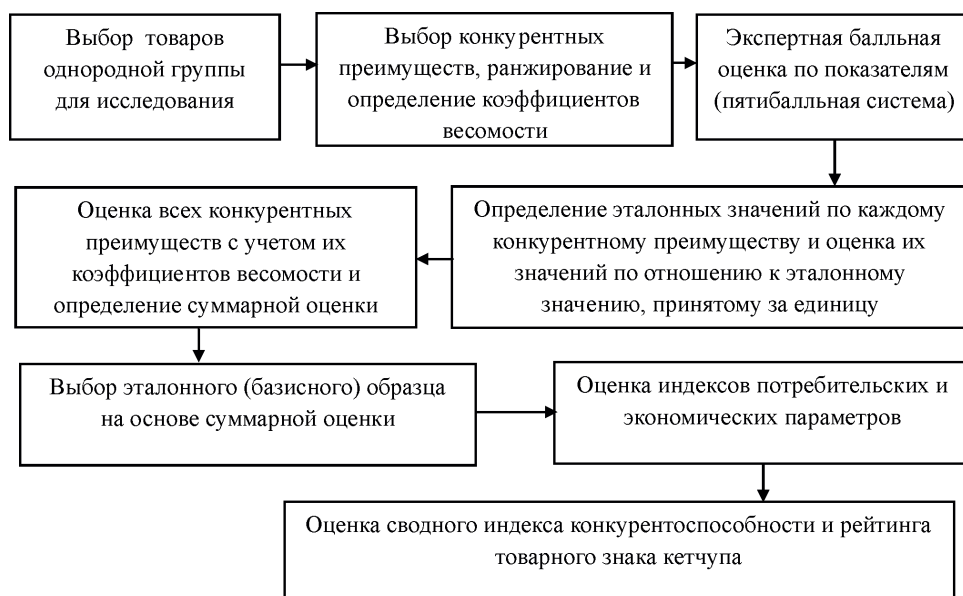 Выбор товаров
однородной группы
для исследования
Выбор конкурентных
преимуществ, ранжирование и
определение коэффициентов
весомости
Экспертная балльная
оценка по показателям
(пятибалльная система)
Определение эталонных значений по каждому
конкурентному преимуществу и оценка их
значений по отношению к эталонному
значению, принятому за единицу
Оценка всех конкурентных
преимуществ с учетом их
коэффициентов весомости и
определение суммарной оценки
Выбор эталонного (базисного) образца
на основе суммарной оценки
Оценка индексов потребительских и
экономических параметров
Оценка сводного индекса конкурентоспособности и рейтинга
товарного знака кетчупа